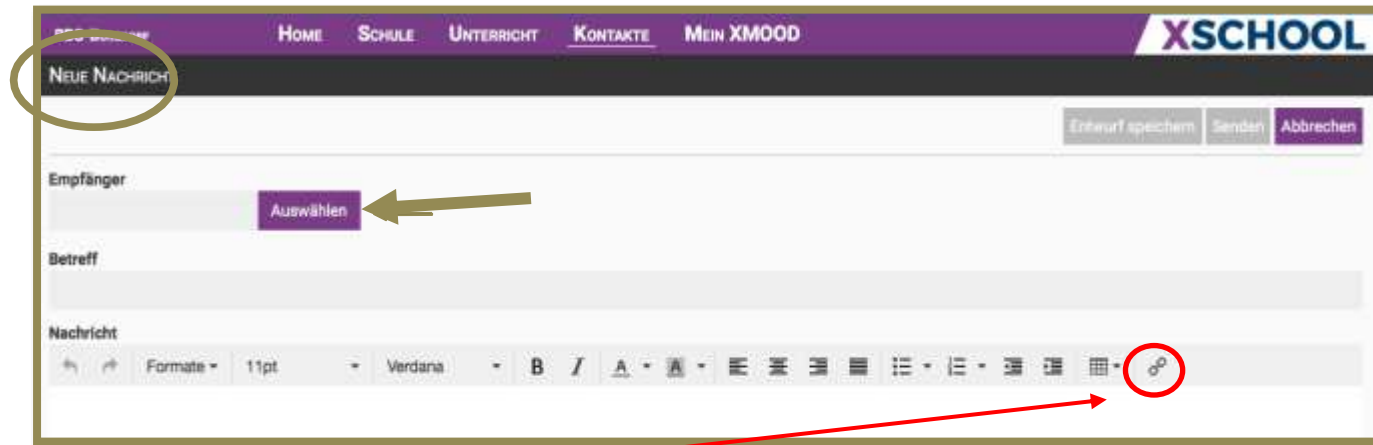 HOME SCHULE UNTERRICHT KONTAKTE MEIN XMOOD XSCHOOL
NEUE NACHRICHT
Entwurf speichern Senden Abbrechen
Empfänger
Auswählen
Betreff
Nachricht
Formate 11pt Verdana B I A A